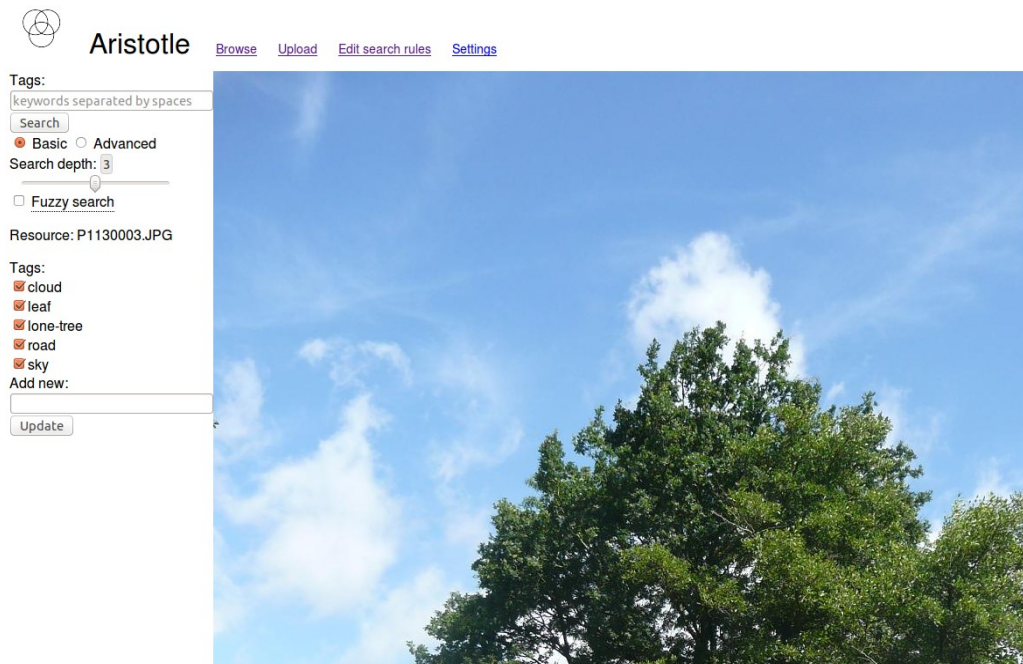 Aristotle Browse Upload Edit search rules Settings
Tags:
keywords separated by spaces
Search
Basic Advanced
Search depth: 3
Fuzzy search
Resource: P1130003.JPG
Tags:
cloud
leaf
lone-tree
road
sky
Add new:
Update